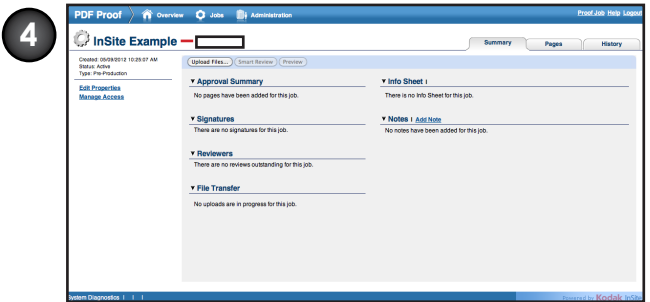 4
PDF Proof Overview Jobs Administration Proof Job Help Logout
InSite Example
Summary Pages History
Created: 05/09/2012 10:25:07 AM
Status: Active
Type: Pre-Production
Edit Properties
Manage Access
Upload Files... Smart Review Preview
▼ Approval Summary
No pages have been added for this job.
▼ Signatures
There are no signatures for this job.
▼ Reviewers
There are no reviews outstanding for this job.
▼ File Transfer
No uploads are in progress for this job.
▼ Info Sheet |
There is no Info Sheet for this job.
▼ Notes | Add Note
No notes have been added for this job.
System Diagnostics | | |
Powered by Kodak InSite